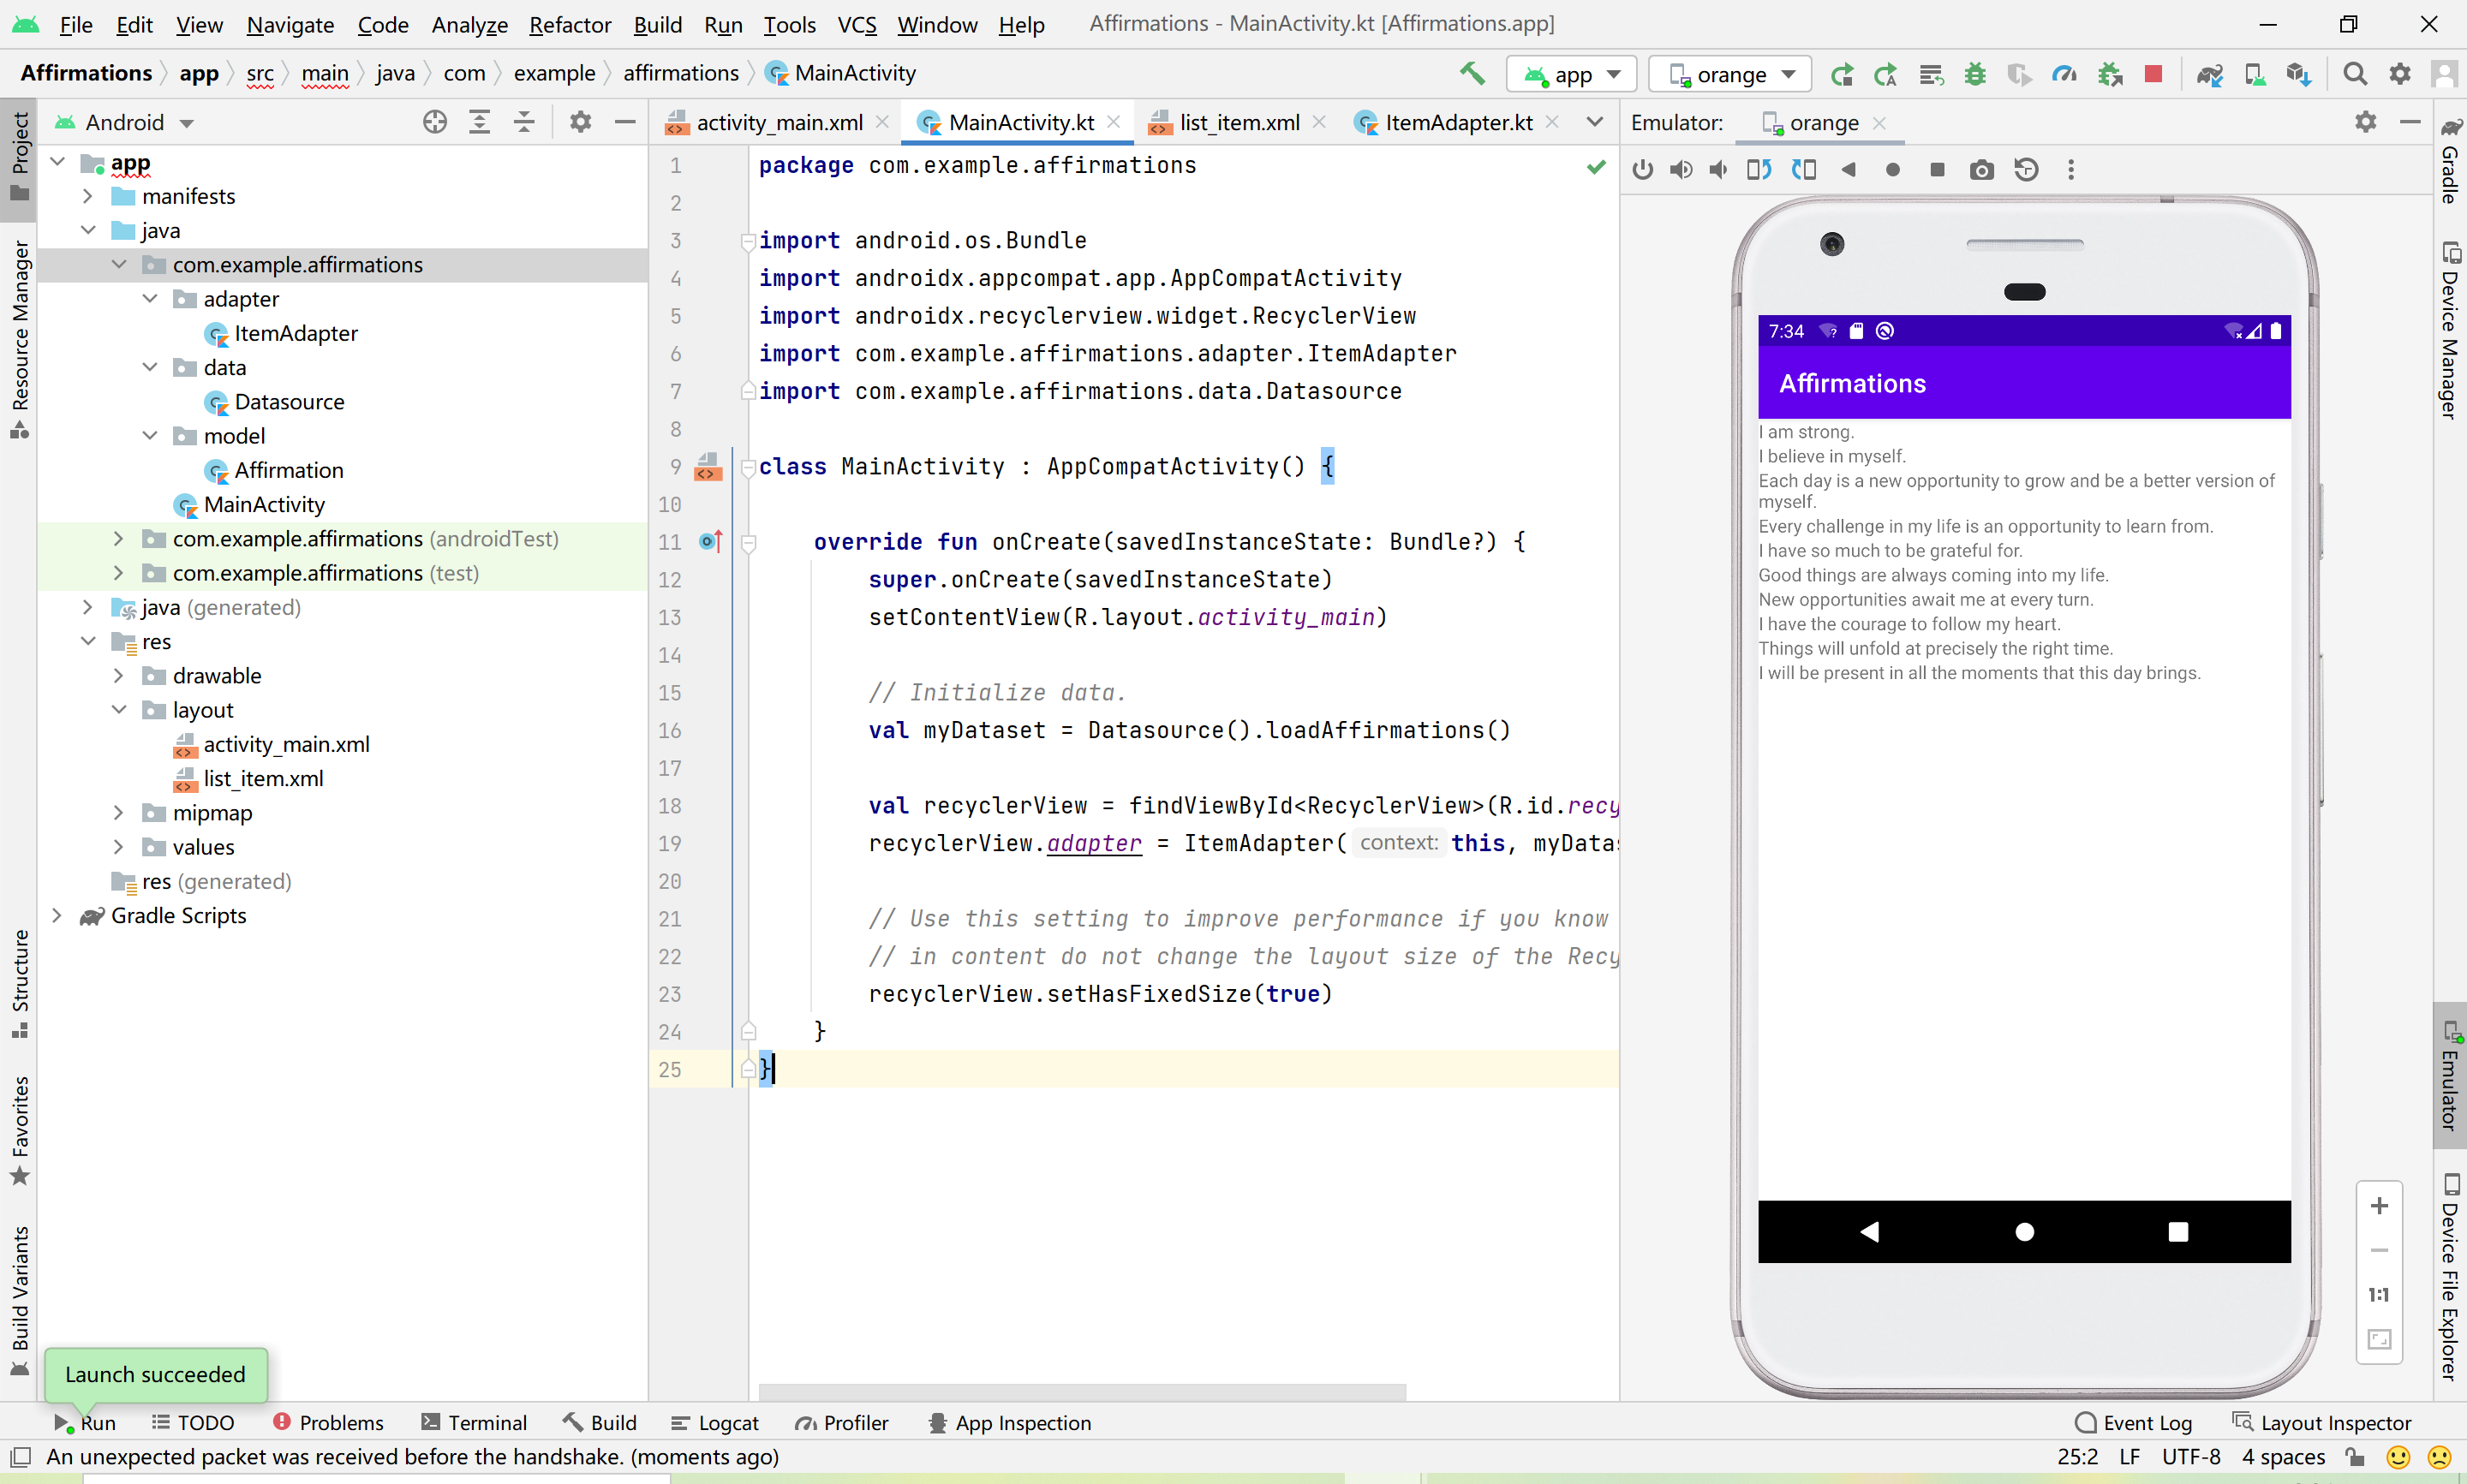 File Edit View Navigate Code Analyze Refactor Build Run Tools VCS Window Help Affirmations - MainActivity.kt [Affirmations.app]
Affirmations app src main java com example affirmations MainActivity app orange
Project
Resource Manager
Structure
Favorites
Build Variants
Android
app
manifests
java
com.example.affirmations
adapter
ItemAdapter
data
Datasource
model
Affirmation
MainActivity
com.example.affirmations (androidTest)
com.example.affirmations (test)
java (generated)
res
drawable
layout
activity_main.xml
list_item.xml
mipmap
values
res (generated)
Gradle Scripts
activity_main.xml MainActivity.kt list_item.xml ItemAdapter.kt
1 package com.example.affirmations
2
3 import android.os.Bundle
4 import androidx.appcompat.app.AppCompatActivity
5 import androidx.recyclerview.widget.RecyclerView
6 import com.example.affirmations.adapter.ItemAdapter
7 import com.example.affirmations.data.Datasource
8
9 class MainActivity : AppCompatActivity() {
10
11 override fun onCreate(savedInstanceState: Bundle?) {
12 super.onCreate(savedInstanceState)
13 setContentView(R.layout.activity_main)
14
15 // Initialize data.
16 val myDataset = Datasource().loadAffirmations()
17
18 val recyclerView = findViewById<RecyclerView>(R.id.recy
19 recyclerView.adapter = ItemAdapter( context: this, myDatas
20
21 // Use this setting to improve performance if you know
22 // in content do not change the layout size of the Recy
23 recyclerView.setHasFixedSize(true)
24 }
25 }
Emulator: orange
7:34
Affirmations
I am strong.
I believe in myself.
Each day is a new opportunity to grow and be a better version of
myself.
Every challenge in my life is an opportunity to learn from.
I have so much to be grateful for.
Good things are always coming into my life.
New opportunities await me at every turn.
I have the courage to follow my heart.
Things will unfold at precisely the right time.
I will be present in all the moments that this day brings.
1:1
Gradle
Device Manager
Emulator
Device File Explorer
Launch succeeded
Run TODO Problems Terminal Build Logcat Profiler App Inspection Event Log Layout Inspector
An unexpected packet was received before the handshake. (moments ago) 25:2 LF UTF-8 4 spaces